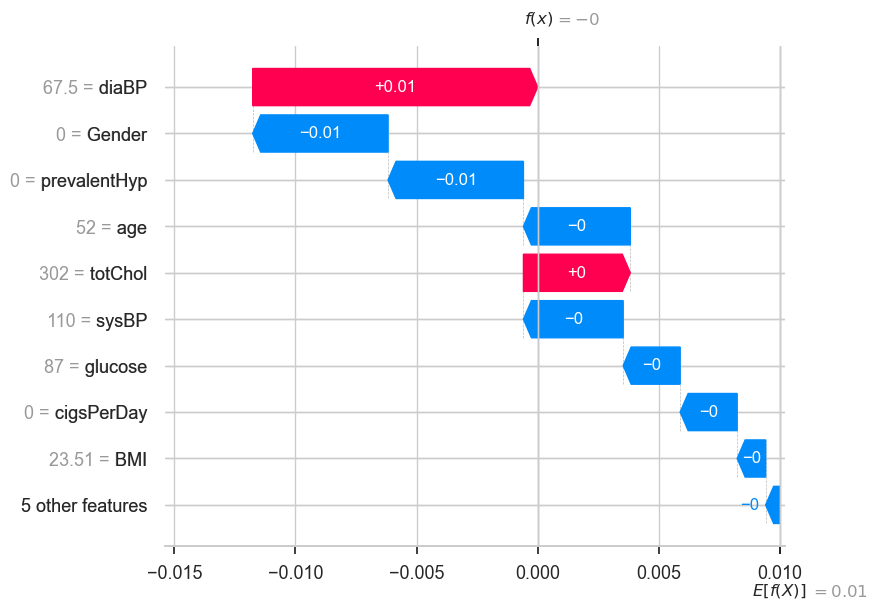 f(x) = −0
67.5 = diaBP
+0.01
0 = Gender
−0.01
0 = prevalentHyp
−0.01
52 = age
−0
302 = totChol
+0
110 = sysBP
−0
87 = glucose
−0
0 = cigsPerDay
−0
23.51 = BMI
−0
5 other features
−0
−0.015 −0.010 −0.005 0.000 0.005 0.010
E[f(X)] = 0.01